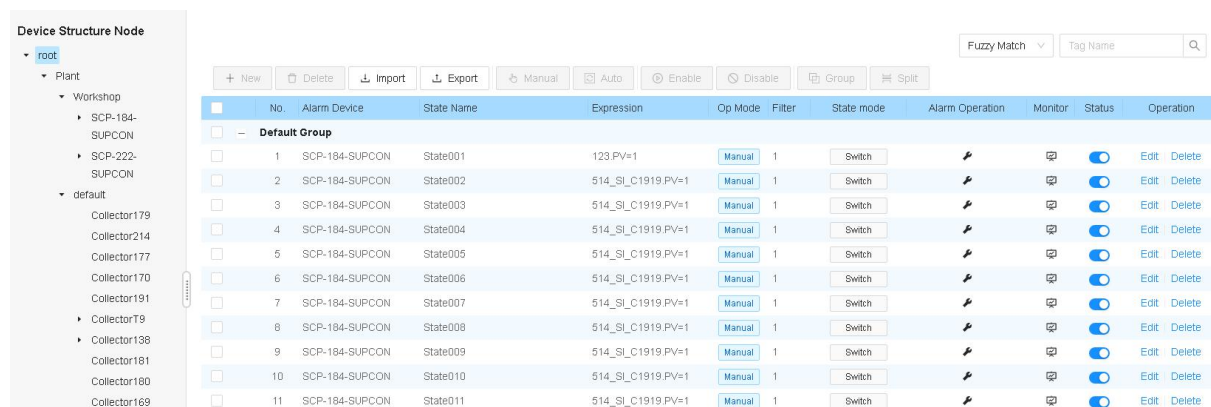 Device Structure Node
root
Plant
Workshop
SCP-184-
SUPCON
SCP-222-
SUPCON
default
Collector179
Collector214
Collector177
Collector170
Collector191
CollectorT9
Collector138
Collector181
Collector180
Collector169
Fuzzy Match Tag Name
New Delete Import Export Manual Auto Enable Disable Group Split
No. Alarm Device State Name Expression Op Mode Filter State mode Alarm Operation Monitor Status Operation
Default Group
1 SCP-184-SUPCON State001 123.PV=1 Manual 1 Switch Edit Delete
2 SCP-184-SUPCON State002 514_SI_C1919.PV=1 Manual 1 Switch Edit Delete
3 SCP-184-SUPCON State003 514_SI_C1919.PV=1 Manual 1 Switch Edit Delete
4 SCP-184-SUPCON State004 514_SI_C1919.PV=1 Manual 1 Switch Edit Delete
5 SCP-184-SUPCON State005 514_SI_C1919.PV=1 Manual 1 Switch Edit Delete
6 SCP-184-SUPCON State006 514_SI_C1919.PV=1 Manual 1 Switch Edit Delete
7 SCP-184-SUPCON State007 514_SI_C1919.PV=1 Manual 1 Switch Edit Delete
8 SCP-184-SUPCON State008 514_SI_C1919.PV=1 Manual 1 Switch Edit Delete
9 SCP-184-SUPCON State009 514_SI_C1919.PV=1 Manual 1 Switch Edit Delete
10 SCP-184-SUPCON State010 514_SI_C1919.PV=1 Manual 1 Switch Edit Delete
11 SCP-184-SUPCON State011 514_SI_C1919.PV=1 Manual 1 Switch Edit Delete